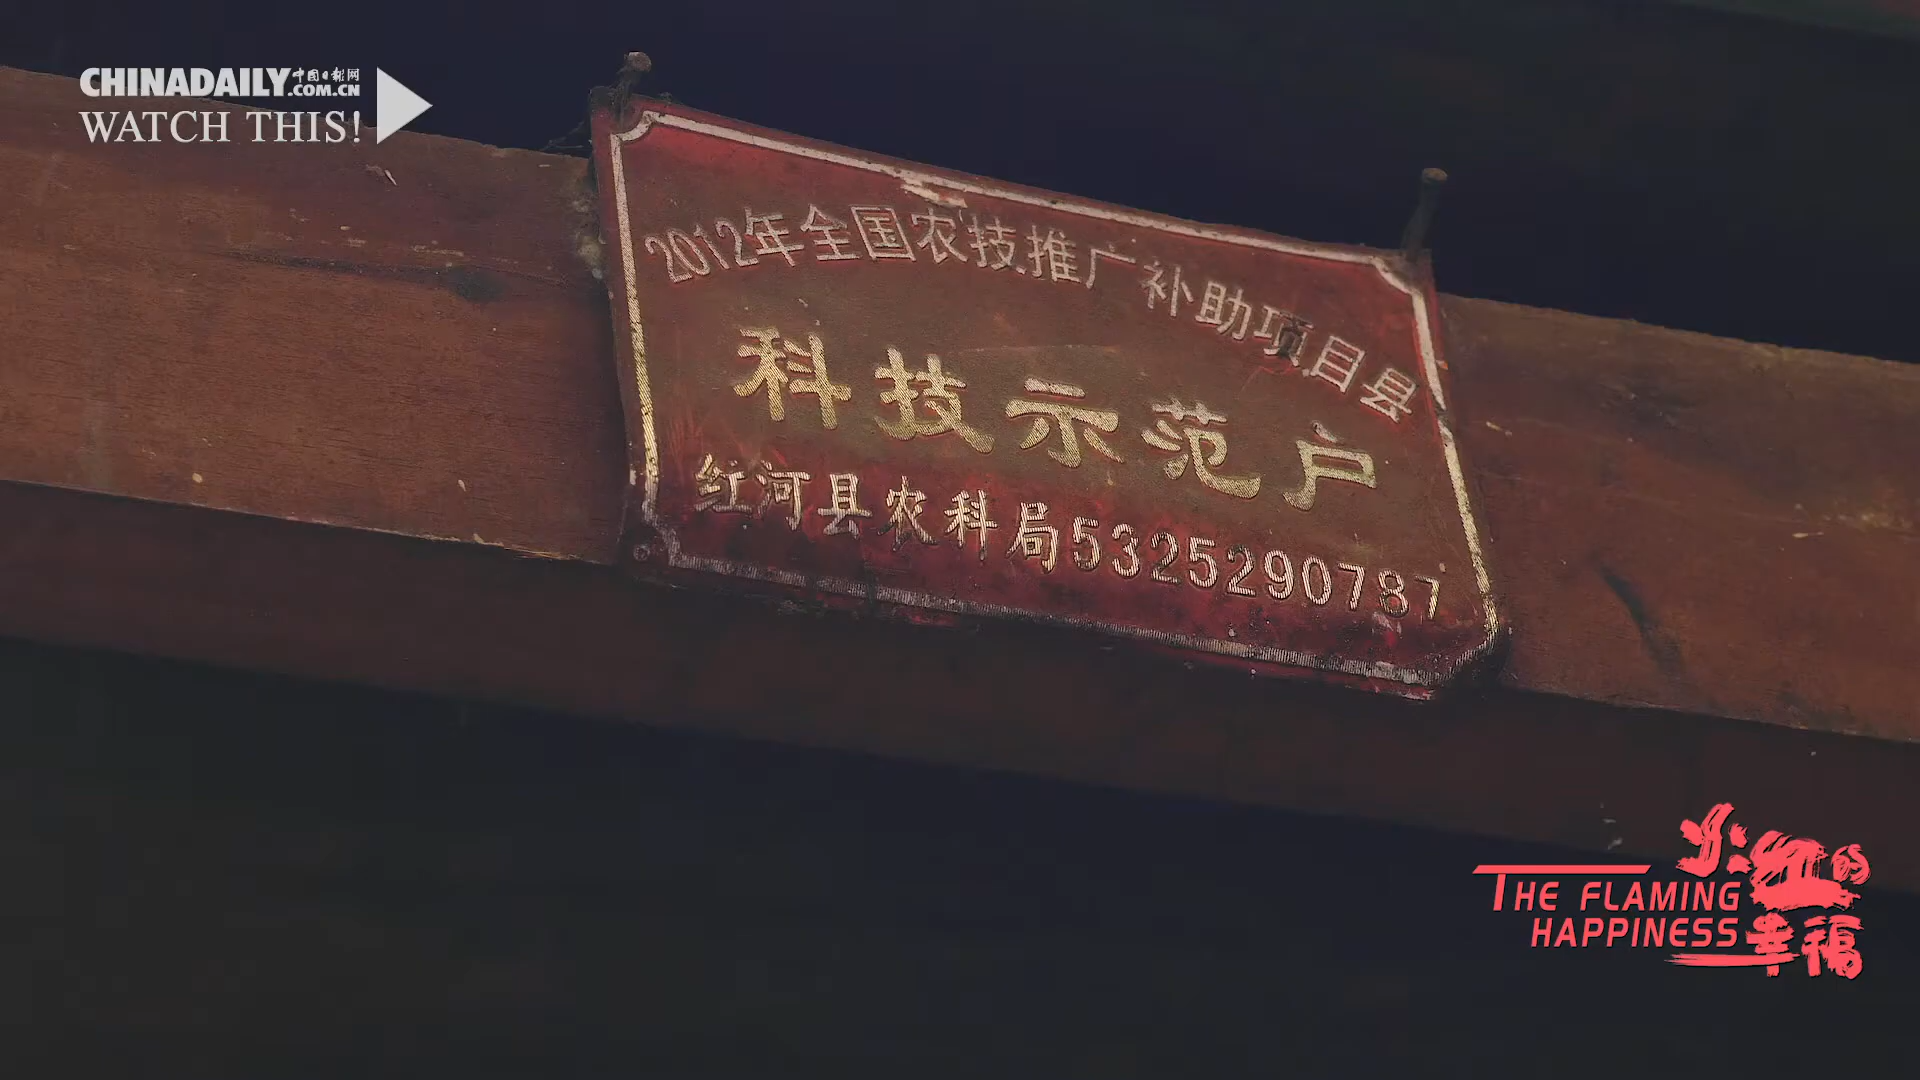 CHINADAILY中国日报网
.COM.CN
WATCH THIS!
2012年全国农技推广补助项目县
科技示范户
红河县农科局5325290787
火红的
THE FLAMING
HAPPINESS
幸福